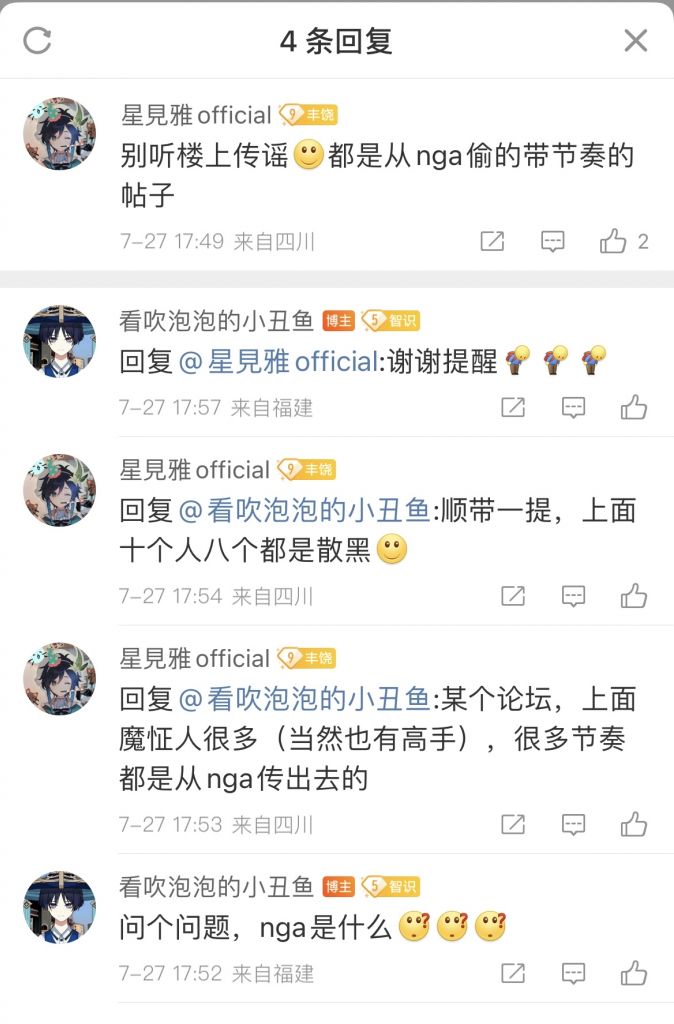 4 条回复
星見雅official 9 丰饶
别听楼上传谣都是从nga偷的带节奏的
帖子
7-27 17:49 来自四川
2
看吹泡泡的小丑鱼 博主 5 智识
回复@星見雅official:谢谢提醒
7-27 17:57 来自福建
星見雅official 9 丰饶
回复@看吹泡泡的小丑鱼:顺带一提，上面
十个人八个都是散黑
7-27 17:54 来自四川
星見雅official 9 丰饶
回复@看吹泡泡的小丑鱼:某个论坛，上面
魔怔人很多（当然也有高手），很多节奏
都是从nga传出去的
7-27 17:53 来自四川
看吹泡泡的小丑鱼 博主 5 智识
问个问题，nga是什么
7-27 17:52 来自福建